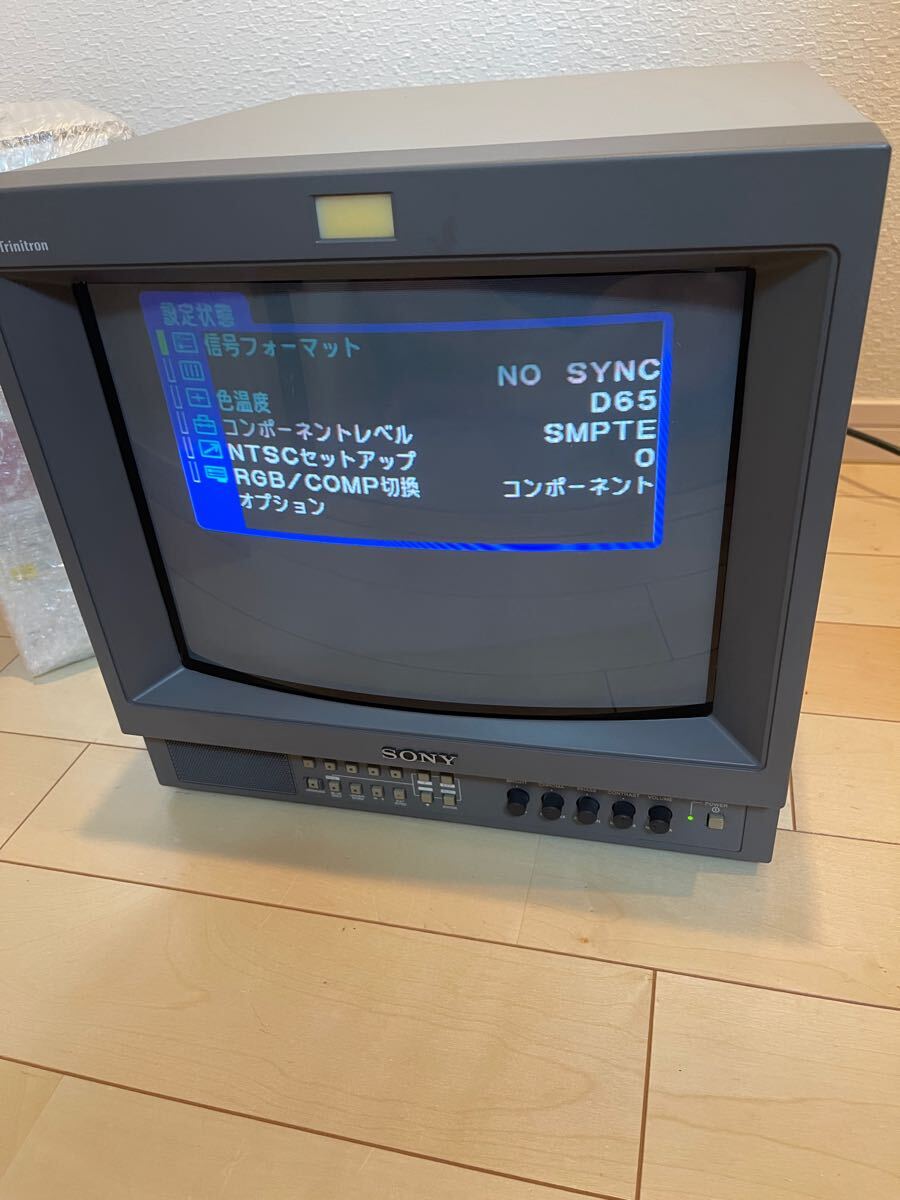 Trinitron
設定状態
信号フォーマット
NO SYNC
色温度 D65
コンポーネントレベル SMPTE
NTSCセットアップ 0
RGB/COMP切換 コンポーネント
オプション
SONY
CONTRAST VOLUME
POWER